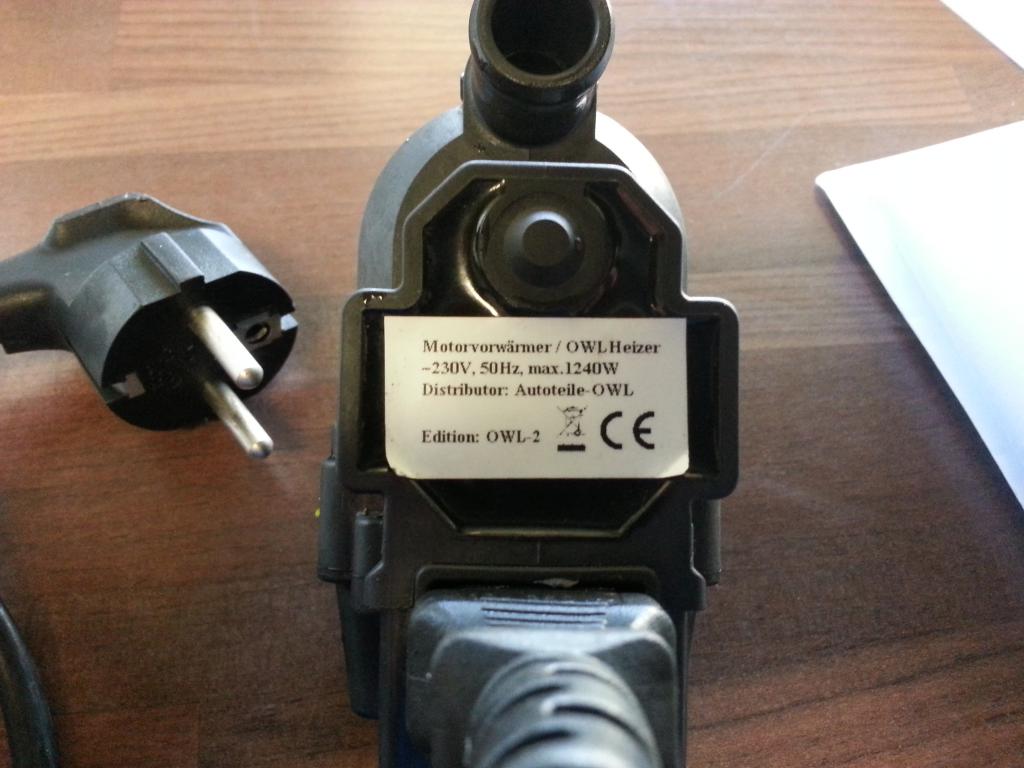 Motorvorwärmer / OWLHeizer
~230V, 50Hz, max.1240W
Distributor: Autoteile-OWL
Edition: OWL-2 CE